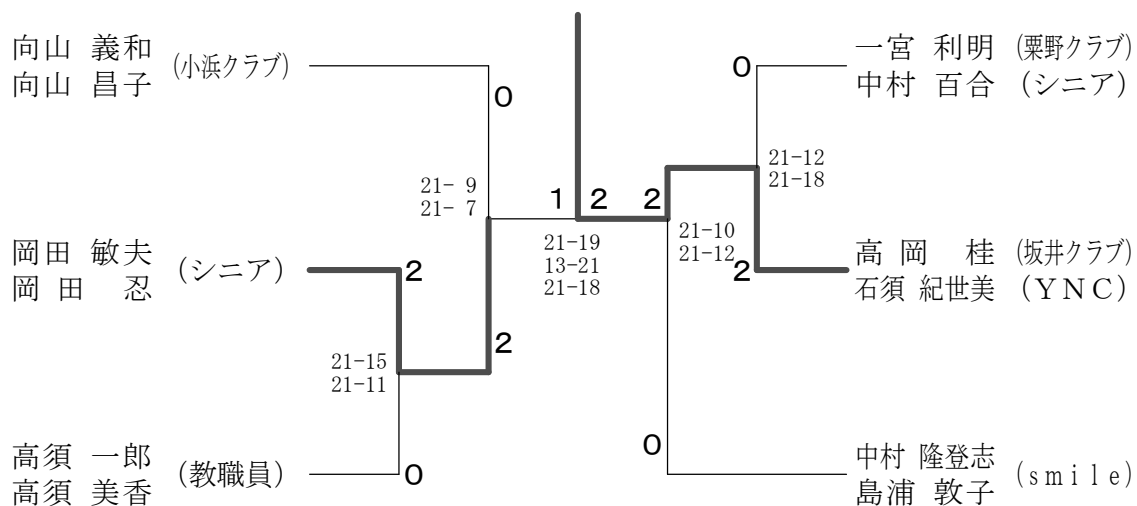 向山 義和
向山 昌子
(小浜クラブ)
0
21- 9
21- 7
岡田 敏夫
岡田 忍
(シニア)
2
2
21-15
21-11
高須 一郎
高須 美香
(教職員)
0
1
2
2
21-19
13-21
21-18
一宮 利明 (粟野クラブ)
中村 百合 (シニア)
0
21-12
21-18
21-10
21-12
2
高岡 桂 (坂井クラブ)
石須 紀世美 (YNC)
0
中村 隆登志
島浦 敦子
(smile)